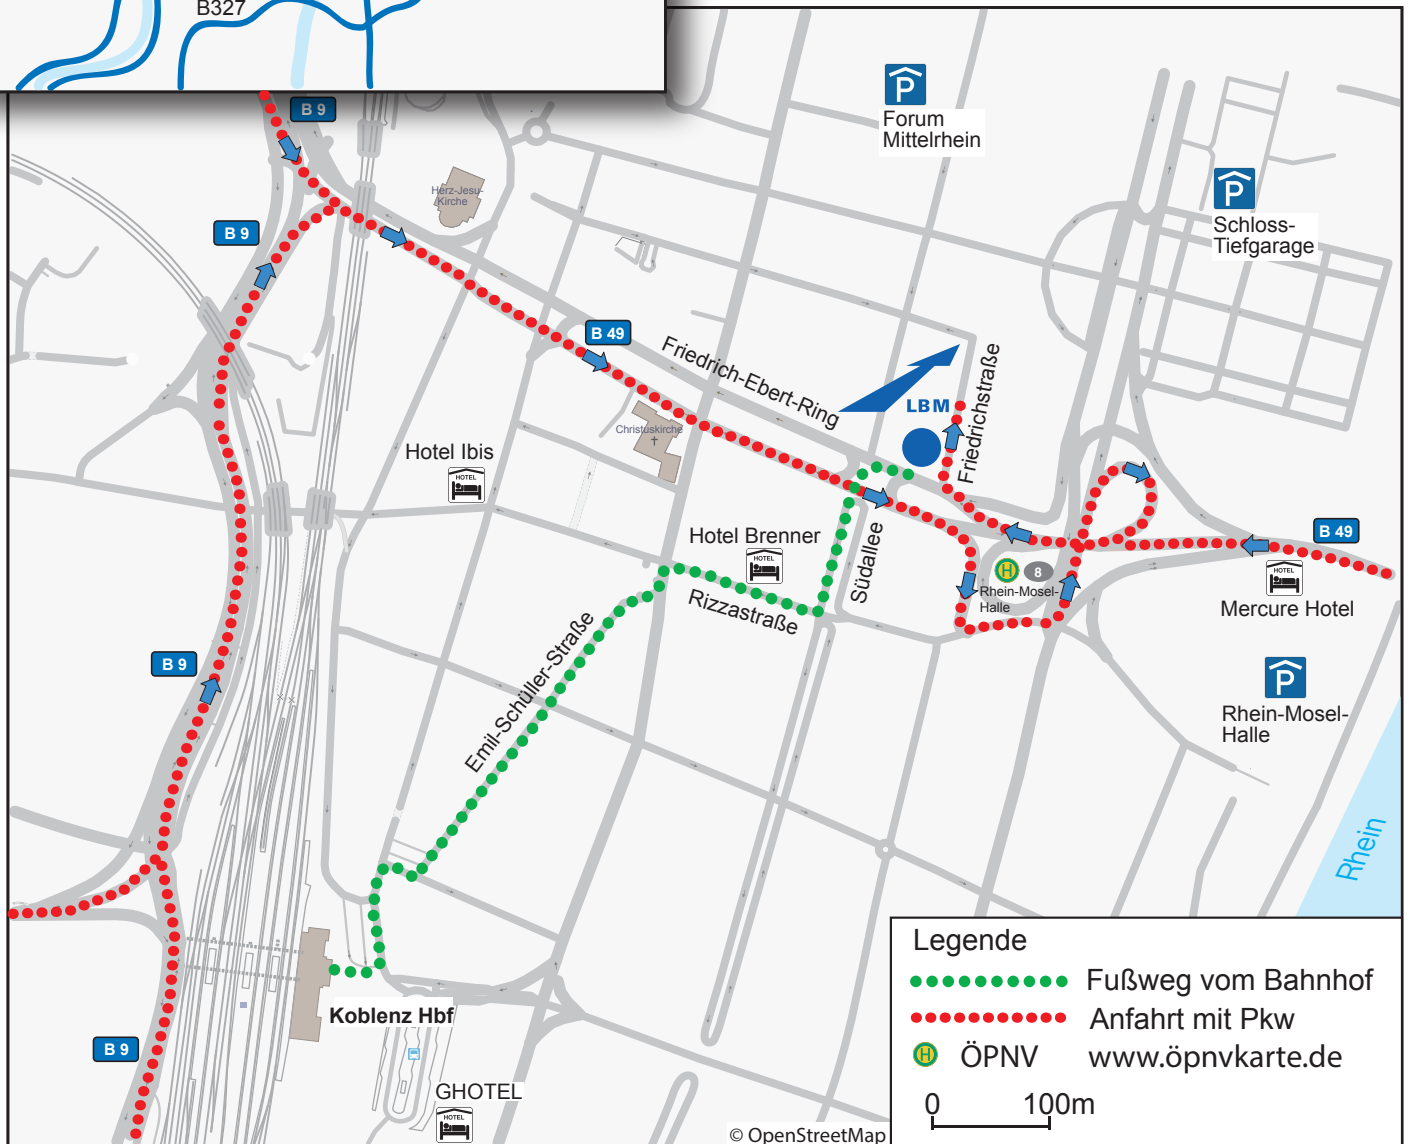 B327
B 9
Forum
Mittelrhein
Herz-Jesu-
Kirche
Schloss-
Tiefgarage
B 9
B 49
Friedrich-Ebert-Ring
Friedrichstraße
LBM
Christuskirche
Hotel Ibis
HOTEL
Hotel Brenner
HOTEL
Südallee
B 49
H
8
Rhein-Mosel-
Halle
HOTEL
Mercure Hotel
Rizzastraße
Emil-Schüller-Straße
B 9
P
P
P
Rhein-Mosel-
Halle
Rhein
Koblenz Hbf
B 9
GHOTEL
HOTEL
Legende
Fußweg vom Bahnhof
Anfahrt mit Pkw
H ÖPNV www.öpnvkarte.de
0 100m
© OpenStreetMap